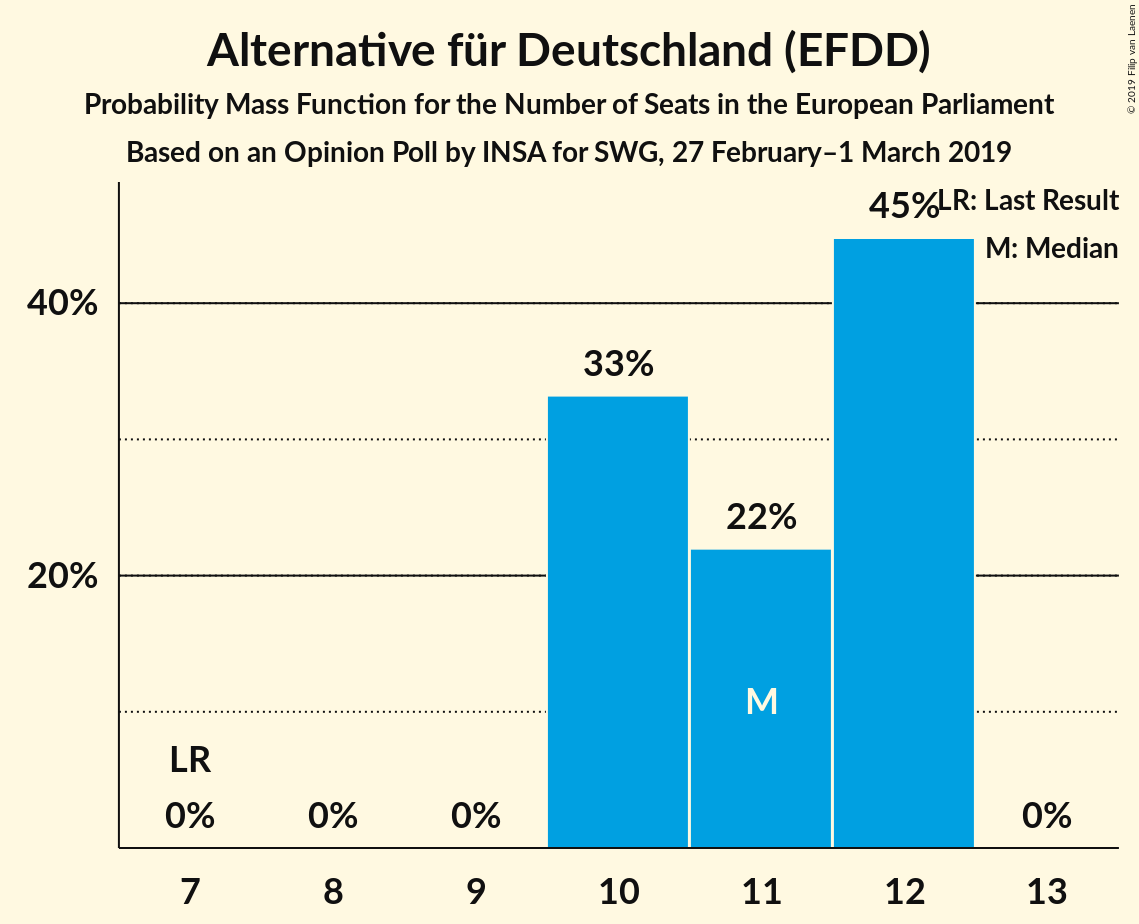 Alternative für Deutschland (EFDD)
Probability Mass Function for the Number of Seats in the European Parliament
Based on an Opinion Poll by INSA for SWG, 27 February–1 March 2019
© 2019 Filip van Laenen
LR: Last Result
M: Median
45%
40%
33%
22%
20%
M
LR
0%
0%
0%
0%
7
8
9
10
11
12
13